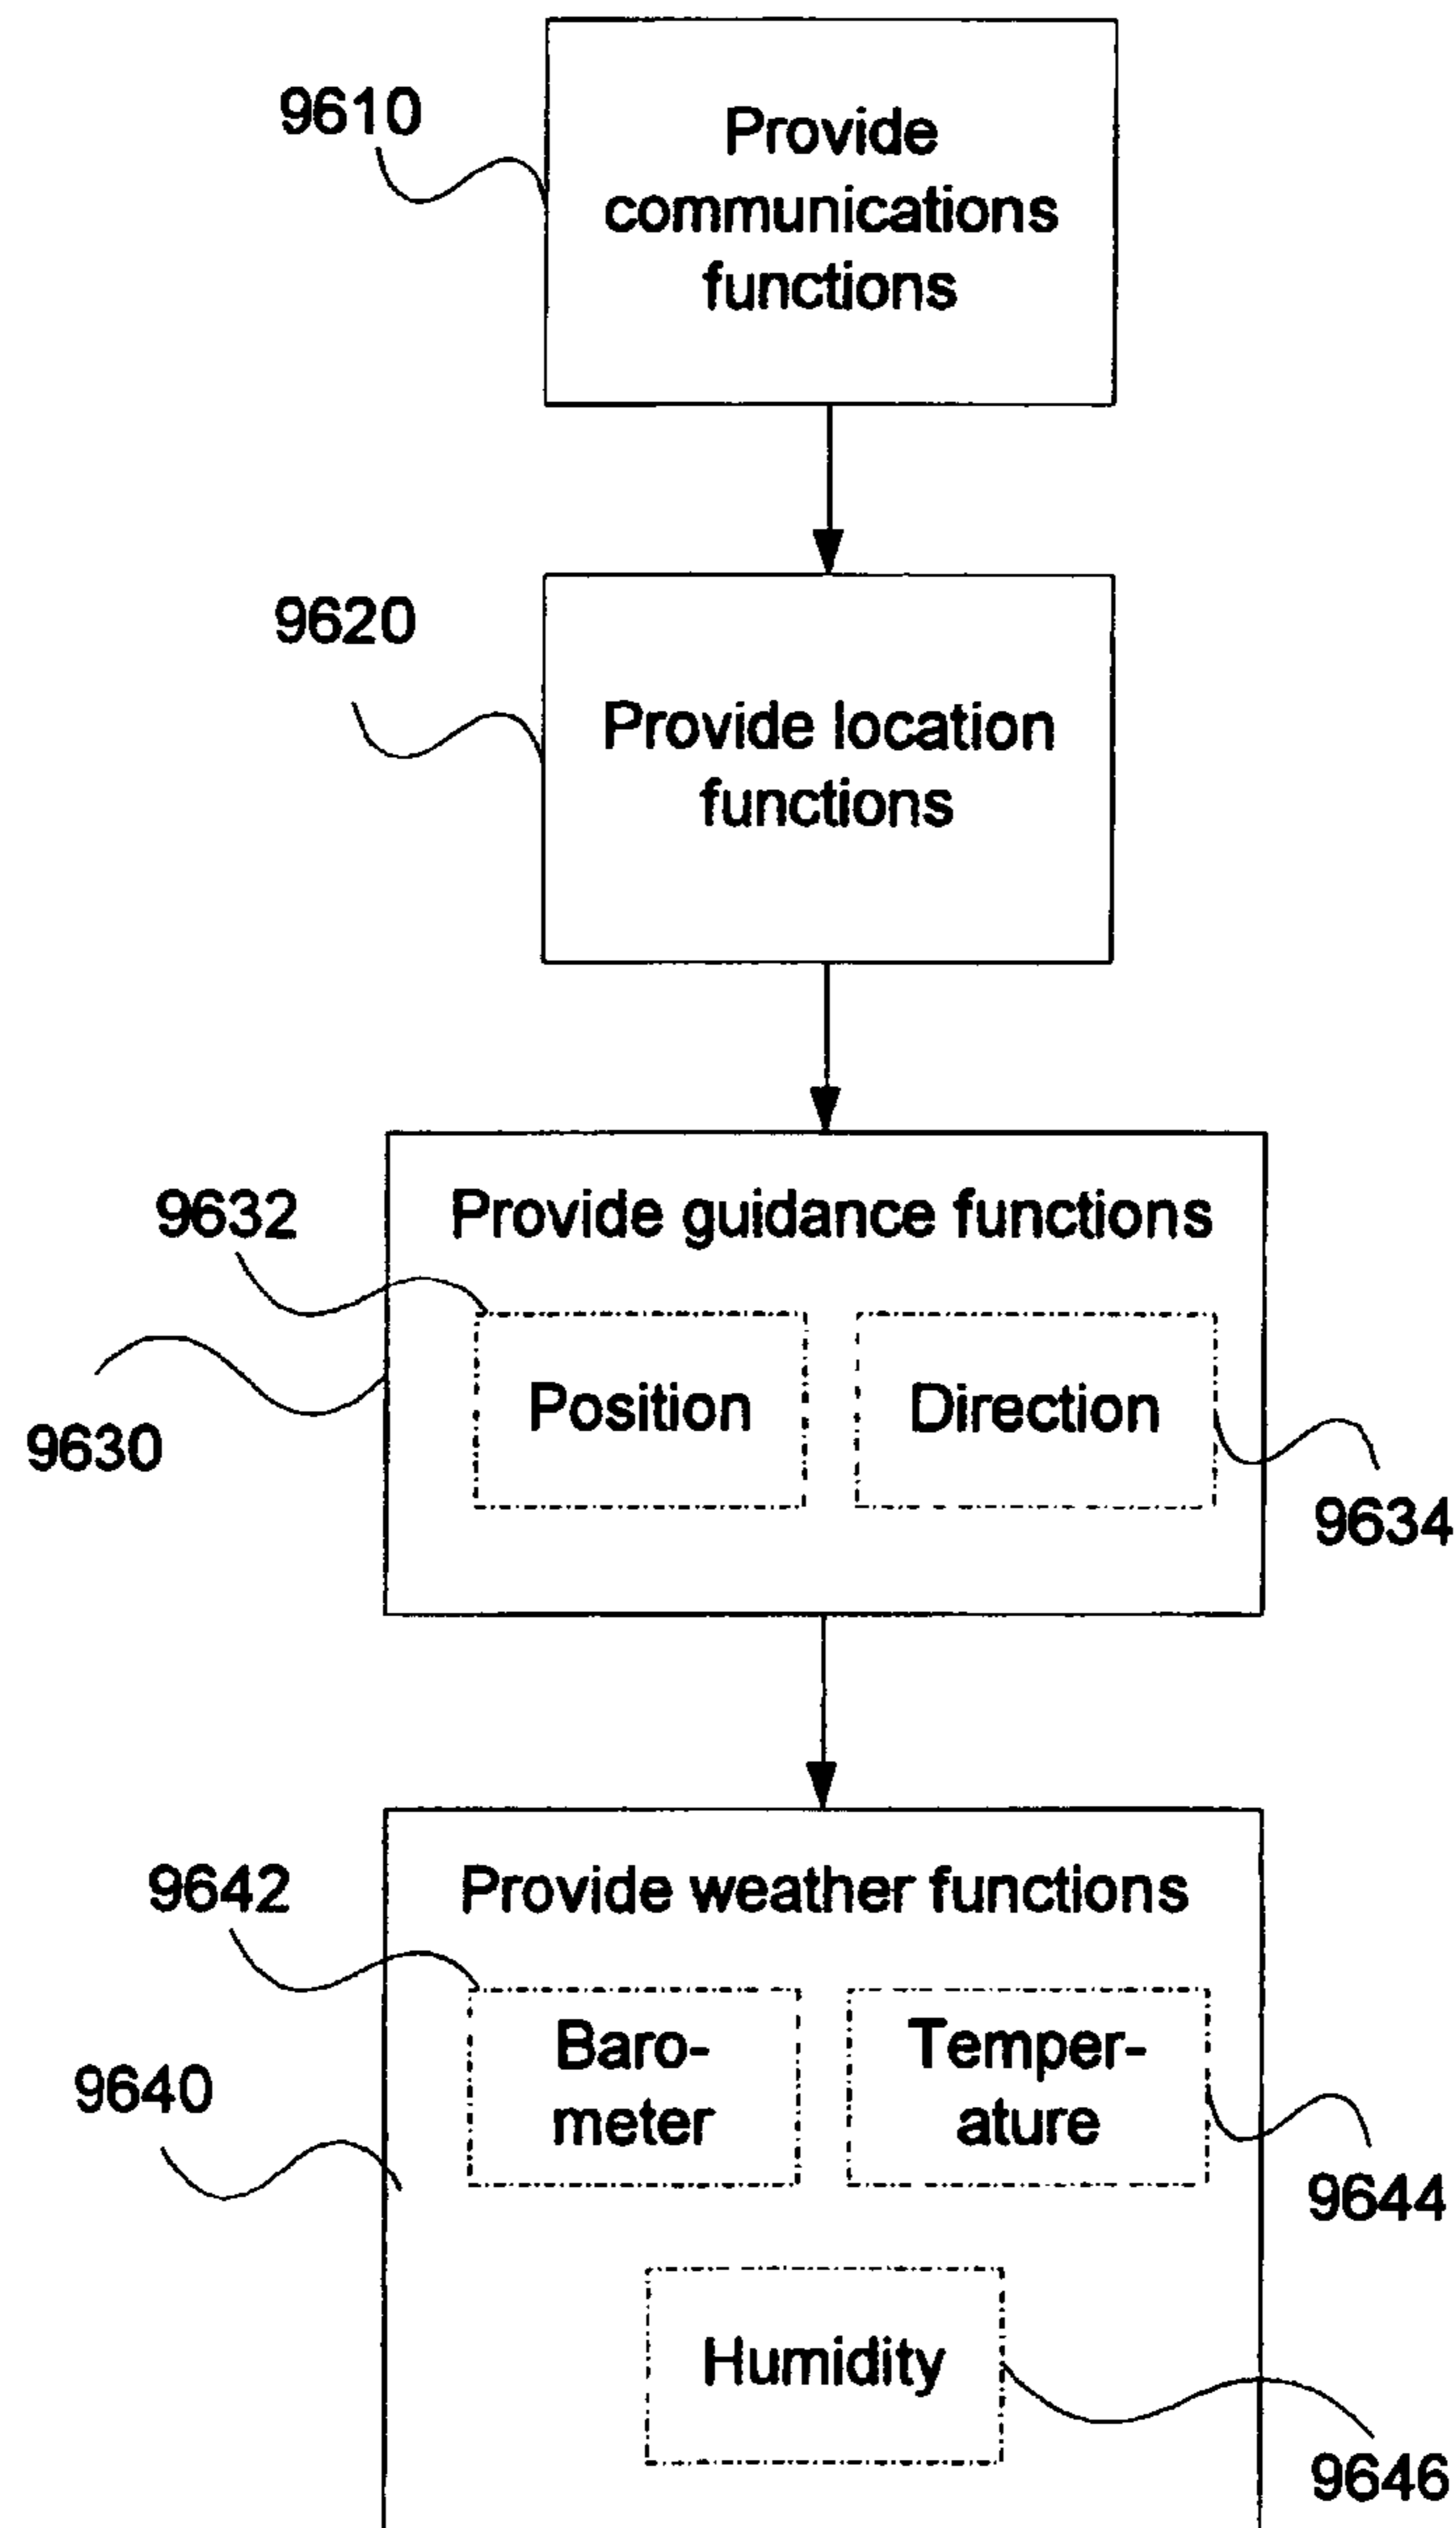 9610
Provide
communications
functions
9620
Provide location
functions
9632
Provide guidance functions
Position
Direction
9630
9634
9642
Provide weather functions
Baro-
meter
Temper-
ature
9640
9644
Humidity
9646